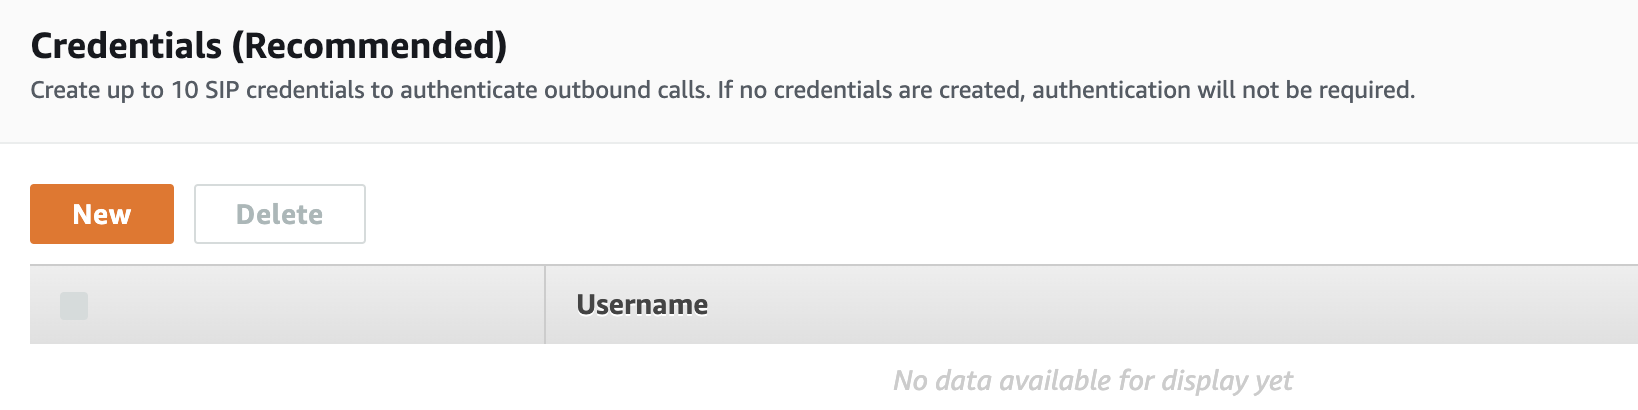 Credentials (Recommended)
Create up to 10 SIP credentials to authenticate outbound calls. If no credentials are created, authentication will not be required.
New Delete
Username
No data available for display yet